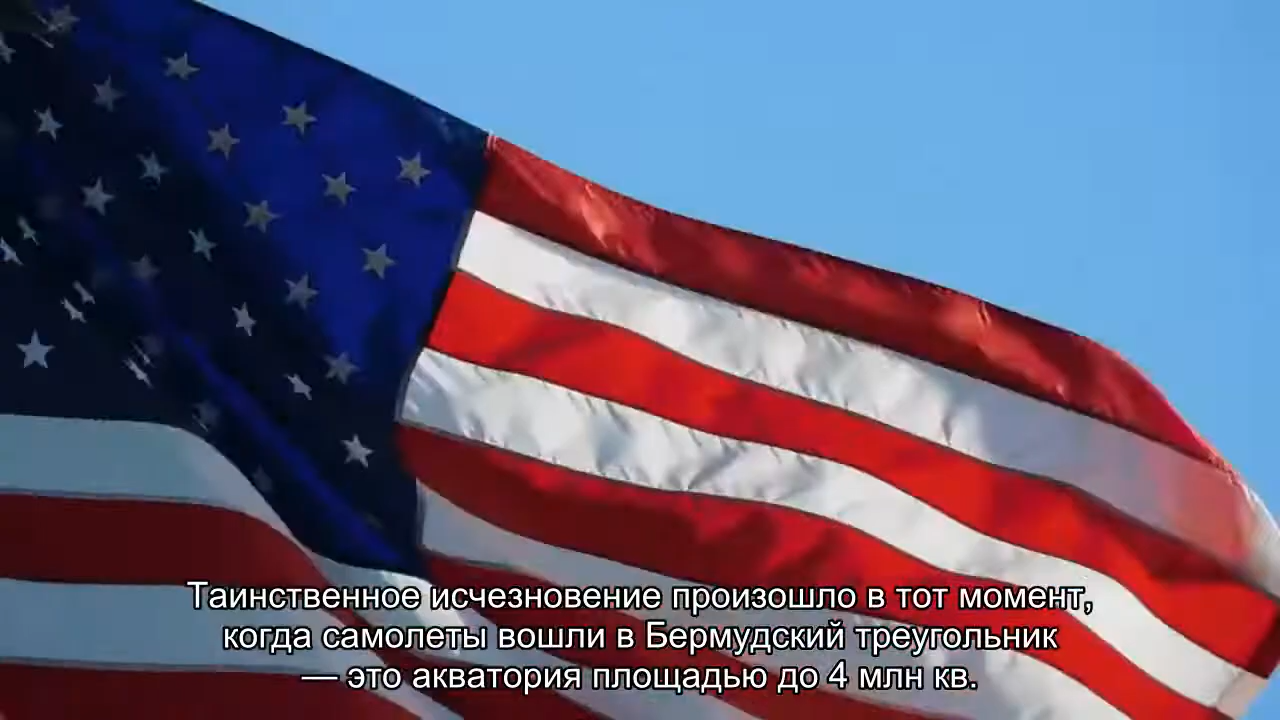 Таинственное исчезновение произошло в тот момент,
когда самолеты вошли в Бермудский треугольник
— это акватория площадью до 4 млн кв.